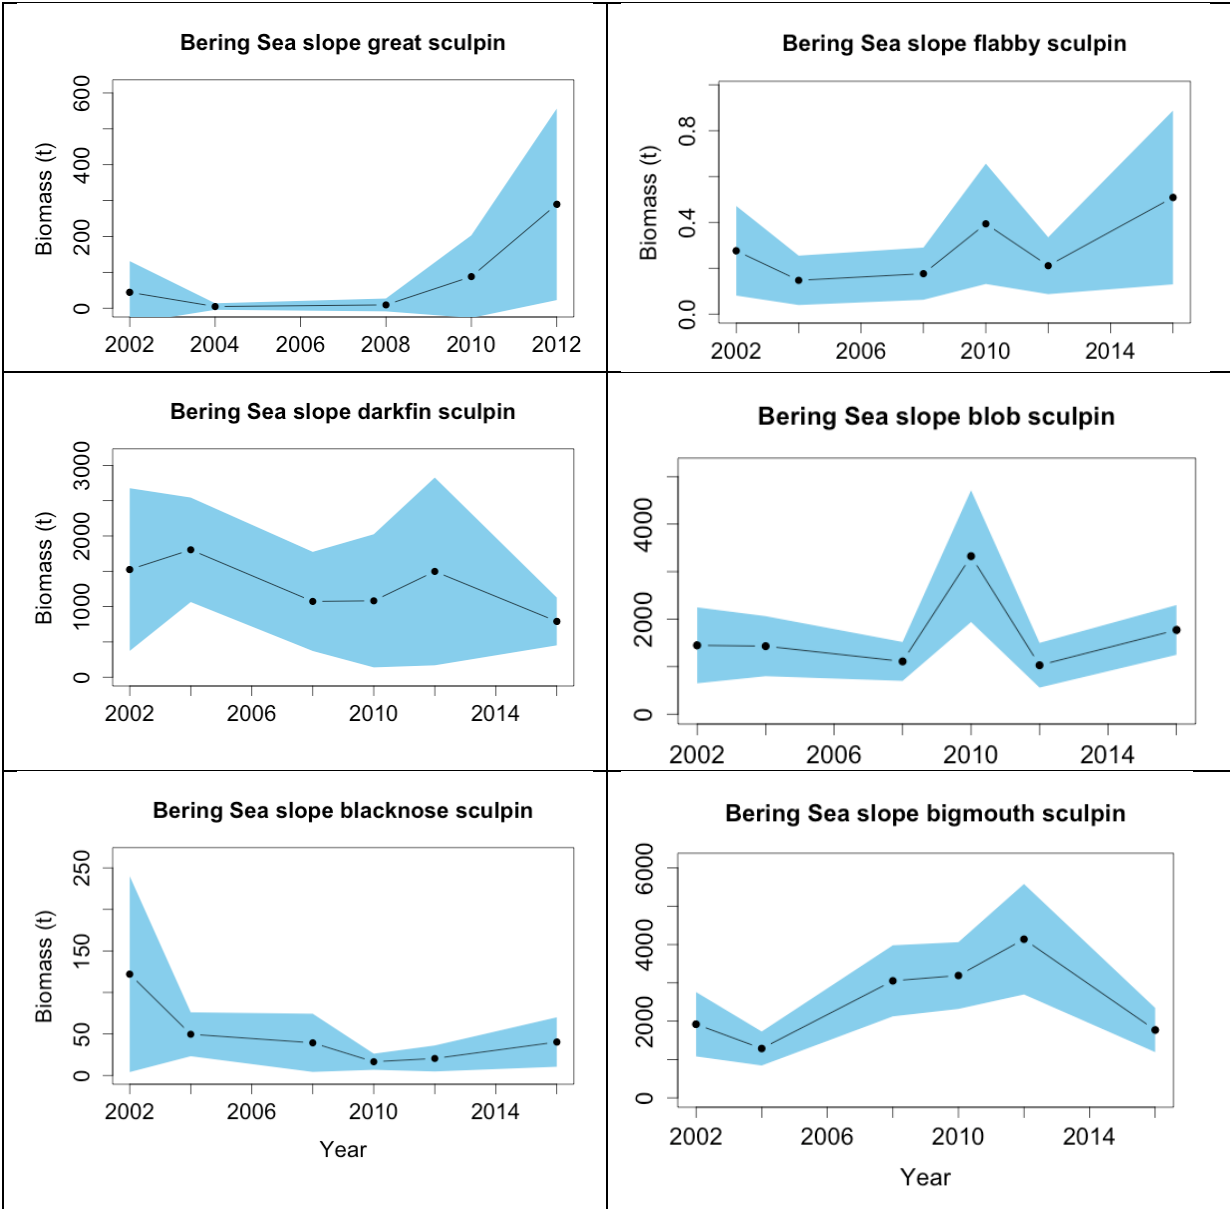 Bering Sea slope great sculpin
Biomass (t)
600
400
200
0
2002 2004 2006 2008 2010 2012
Bering Sea slope flabby sculpin
Biomass (t)
0.8
0.4
0.0
2002 2006 2010 2014
Bering Sea slope darkfin sculpin
Biomass (t)
3000
2000
1000
0
2002 2006 2010 2014
Bering Sea slope blob sculpin
4000
2000
0
2002 2006 2010 2014
Bering Sea slope blacknose sculpin
Biomass (t)
250
150
50
0
2002 2006 2010 2014
Year
Bering Sea slope bigmouth sculpin
6000
4000
2000
0
2002 2006 2010 2014
Year